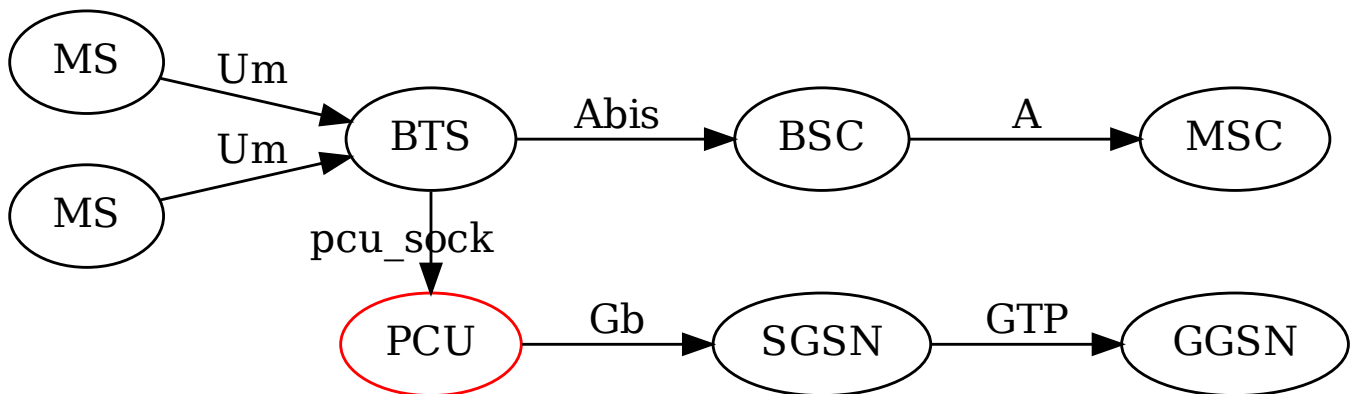 MS
Um
BTS
Abis
BSC
A
MSC
Um
MS
pcu_sock
PCU
Gb
SGSN
GTP
GGSN